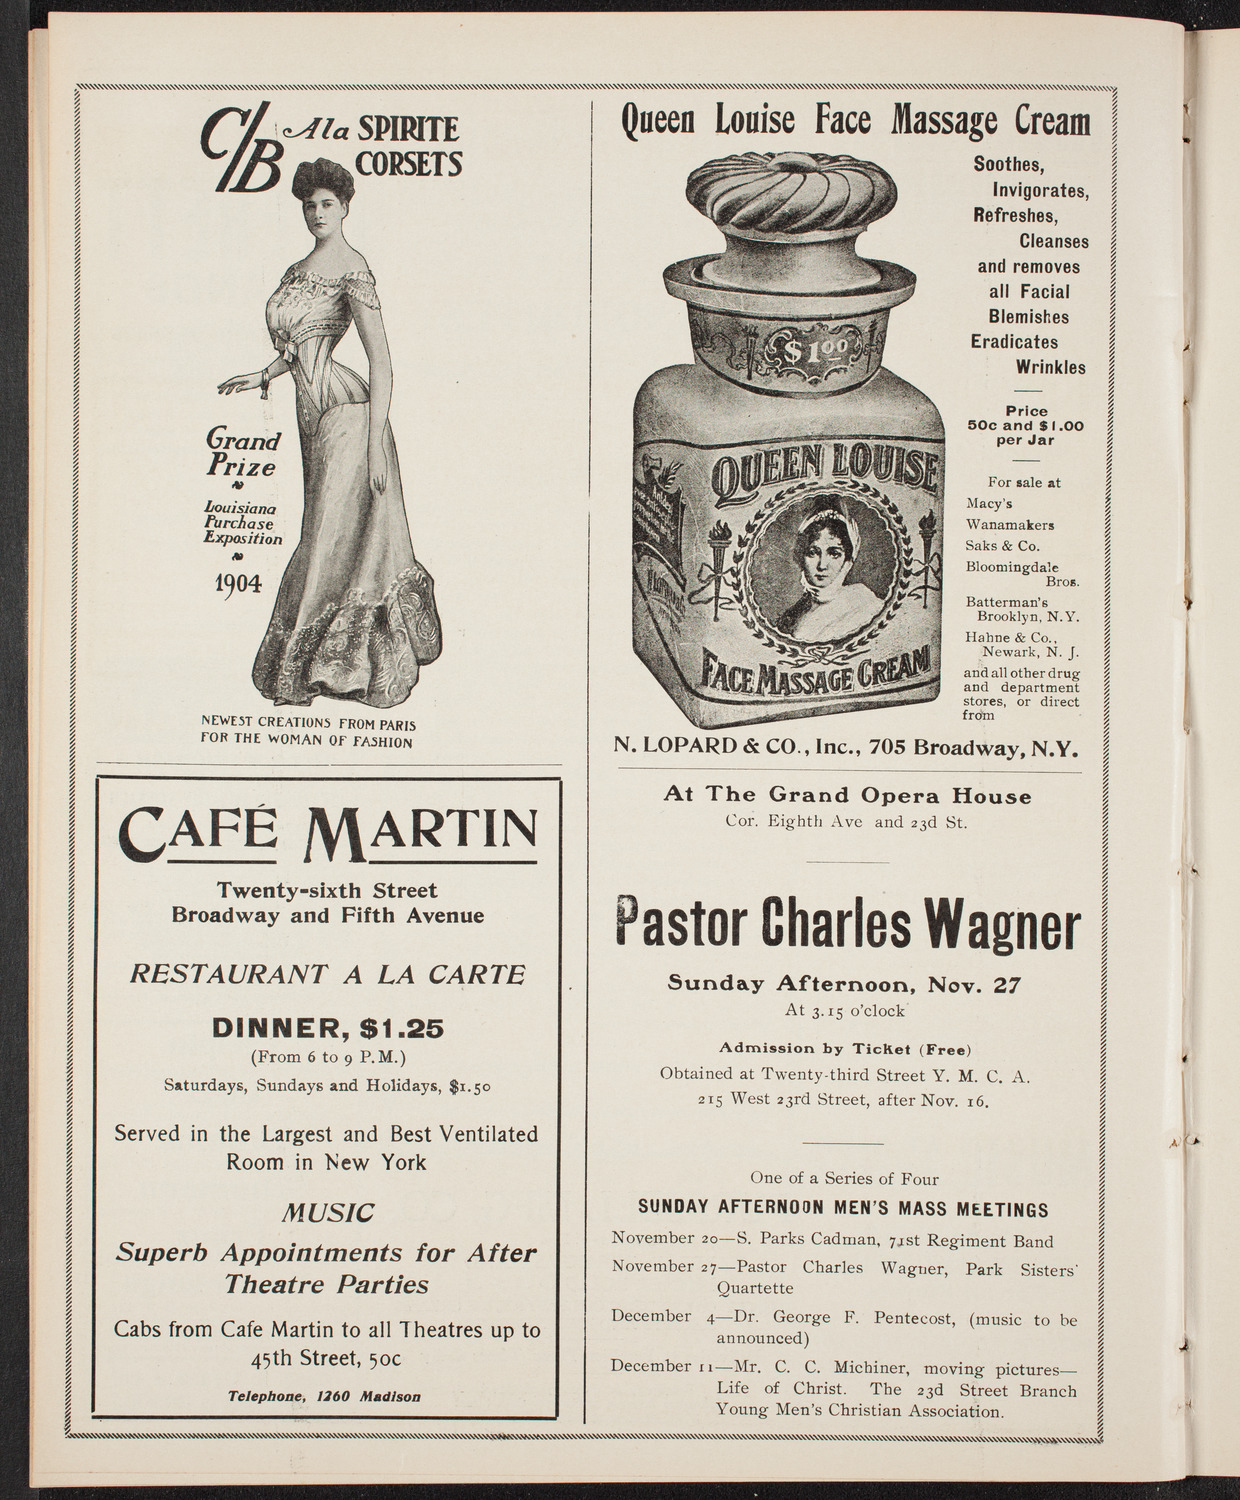 C/B Ala SPIRITE
CORSETS
Grand
Prize
Louisiana
Purchase
Exposition
1904
NEWEST CREATIONS FROM PARIS
FOR THE WOMAN OF FASHION
CAFÉ MARTIN
Twenty-sixth Street
Broadway and Fifth Avenue
RESTAURANT A LA CARTE
DINNER, $1.25
(From 6 to 9 P.M.)
Saturdays, Sundays and Holidays, $1.50
Served in the Largest and Best Ventilated
Room in New York
MUSIC
Superb Appointments for After
Theatre Parties
Cabs from Cafe Martin to all Theatres up to
45th Street, 50c
Telephone, 1260 Madison
Queen Louise Face Massage Cream
Soothes,
Invigorates,
Refreshes,
Cleanses
and removes
all Facial
Blemishes
Eradicates
Wrinkles
$1.00
QUEEN LOUISE
FACE MASSAGE CREAM
Price
50c and $1.00
per Jar
For sale at
Macy's
Wanamakers
Saks & Co.
Bloomingdale
Bros.
Batterman's
Brooklyn, N.Y.
Hahne & Co.,
Newark, N. J.
and all other drug
and department
stores, or direct
from
N. LOPARD & CO., Inc., 705 Broadway, N.Y.
At The Grand Opera House
Cor. Eighth Ave and 23d St.
Pastor Charles Wagner
Sunday Afternoon, Nov. 27
At 3.15 o'clock
Admission by Ticket (Free)
Obtained at Twenty-third Street Y. M. C. A.
215 West 23rd Street, after Nov. 16.
One of a Series of Four
SUNDAY AFTERNOON MEN'S MASS MEETINGS
November 20—S. Parks Cadman, 71st Regiment Band
November 27—Pastor Charles Wagner, Park Sisters'
Quartette
December 4—Dr. George F. Pentecost, (music to be
announced)
December 11—Mr. C. C. Michiner, moving pictures—
Life of Christ. The 23d Street Branch
Young Men's Christian Association.